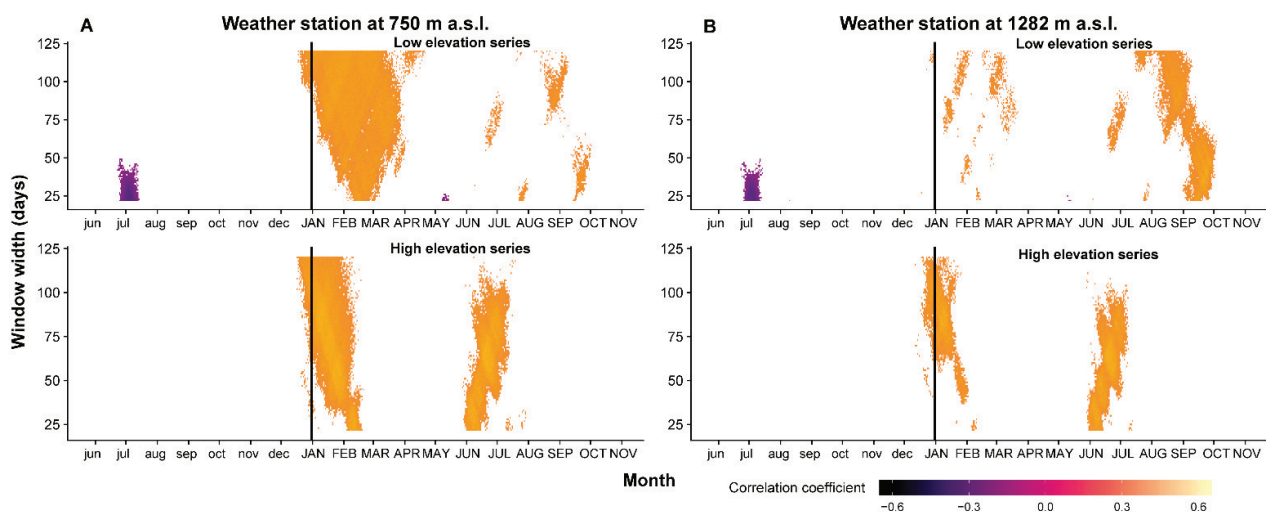 A
Weather station at 750 m a.s.l.
Low elevation series
125
100
75
50
25
jun jul aug sep oct nov dec JAN FEB MAR APR MAY JUN JUL AUG SEP OCT NOV
High elevation series
125
100
75
50
25
jun jul aug sep oct nov dec JAN FEB MAR APR MAY JUN JUL AUG SEP OCT NOV
Window width (days)
B
Weather station at 1282 m a.s.l.
Low elevation series
125
100
75
50
25
jun jul aug sep oct nov dec JAN FEB MAR APR MAY JUN JUL AUG SEP OCT NOV
High elevation series
125
100
75
50
25
jun jul aug sep oct nov dec JAN FEB MAR APR MAY JUN JUL AUG SEP OCT NOV
Month
Correlation coefficient
−0.6 −0.3 0.0 0.3 0.6